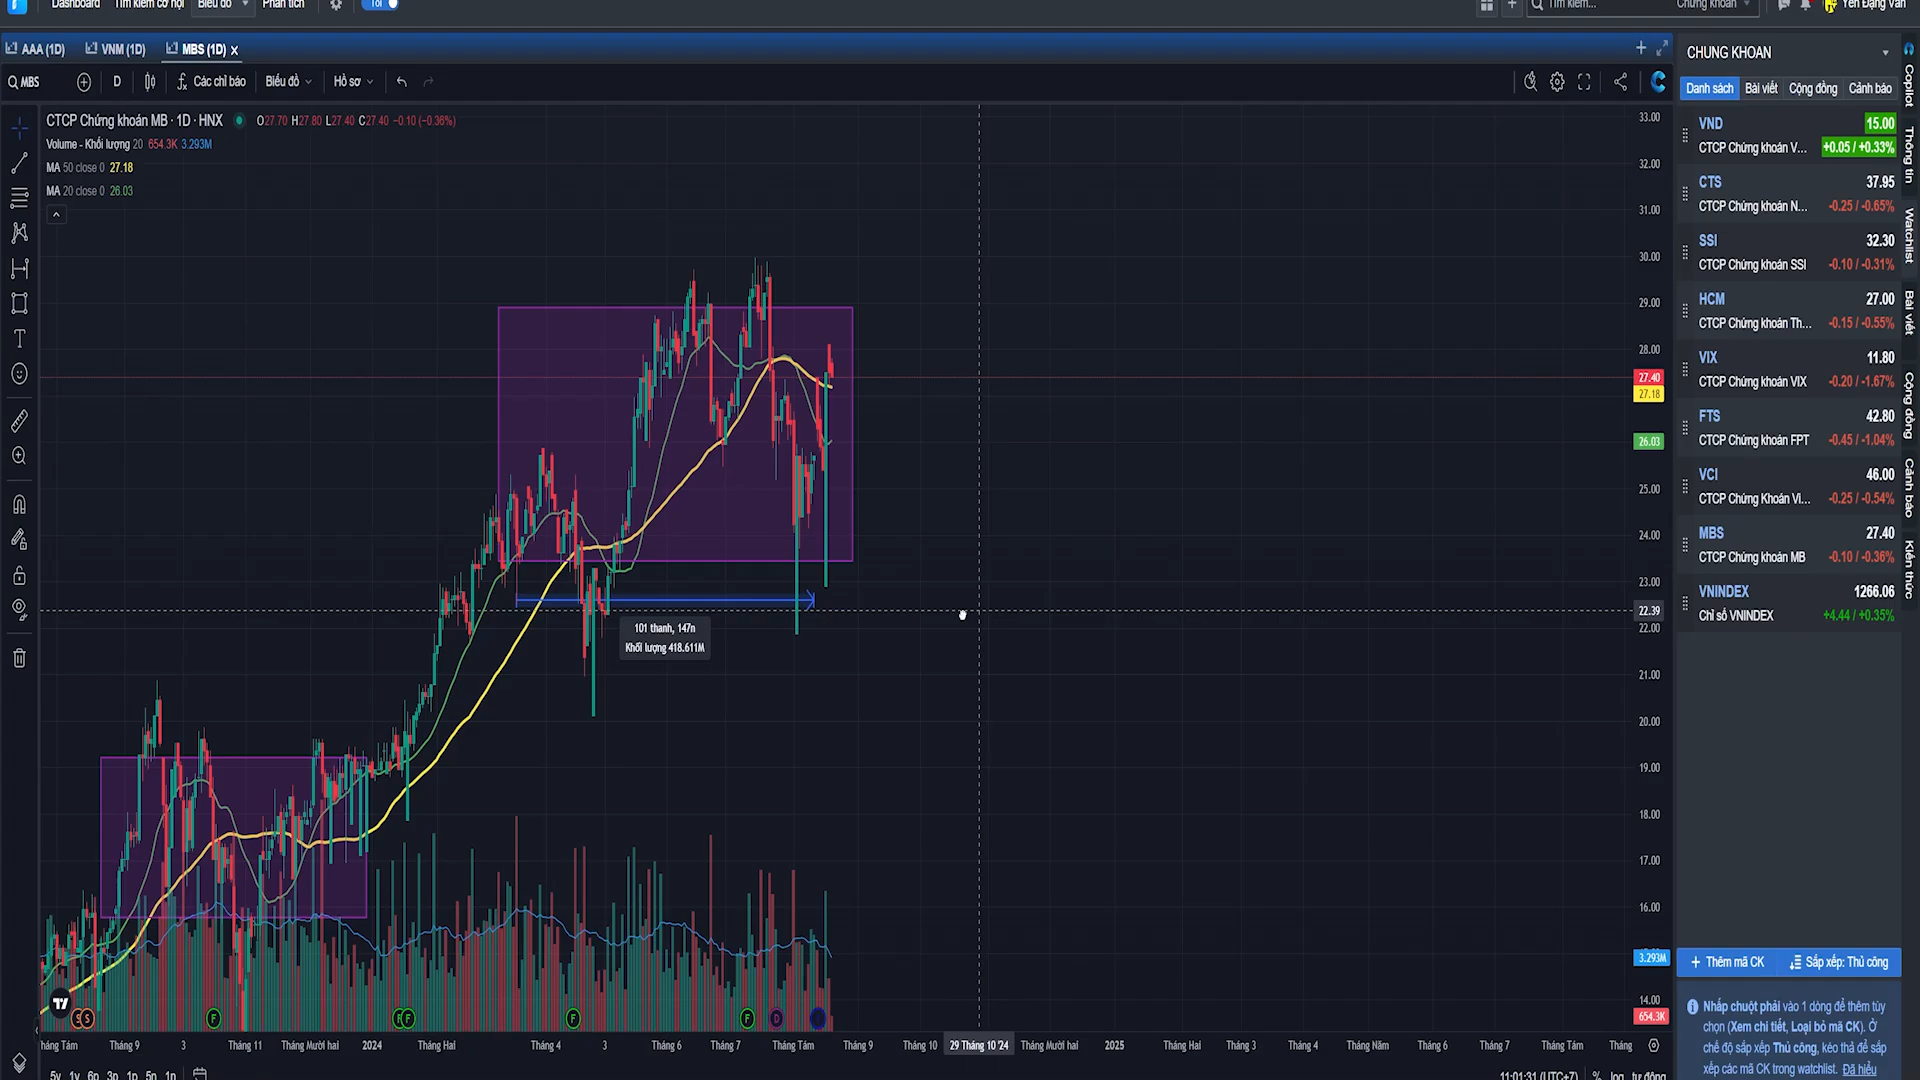 Dashboard Tìm kiếm cơ hội Biểu đồ Phân tích Tối
Tìm kiếm... Chứng khoán Yen Đặng Văn
AAA (1D) VNM (1D) MBS (1D) x
MBS D Các chỉ báo Biểu đồ Hồ sơ
CTCP Chứng khoán MB · 1D · HNX O27.70 H27.80 L27.40 C27.40 −0.10 (−0.36%)
Volume - Khối lượng 20 654.3K 3.293M
MA 50 close 0 27.18
MA 20 close 0 26.03
33.00
32.00
31.00
30.00
29.00
28.00
27.40
27.18
26.03
25.00
24.00
23.00
22.39
22.00
21.00
20.00
19.00
18.00
17.00
16.00
3.293M
14.00
654.3K
101 thanh, 147n
Khối lượng 418.611M
S S F F F F F D
Tháng 9 3 Tháng 11 Tháng Mười hai 2024 Tháng Hai Tháng 4 3 Tháng 6 Tháng 7 Tháng Tám Tháng 9 Tháng 10 29 Tháng 10 '24 Tháng Mười hai 2025 Tháng Hai Tháng 3 Tháng 4 Tháng Năm Tháng 6 Tháng 7 Tháng Tám Tháng
5y 1y 6p 3p 1p 5n 1n 11:01:31 (UTC+7) % log tự động
CHUNG KHOAN
Danh sách Bài viết Cộng đồng Cảnh báo
VND 15.00
CTCP Chứng khoán V... +0.05 / +0.33%
CTS 37.95
CTCP Chứng khoán N... -0.25 / -0.65%
SSI 32.30
CTCP Chứng khoán SSI -0.10 / -0.31%
HCM 27.00
CTCP Chứng khoán Th... -0.15 / -0.55%
VIX 11.80
CTCP Chứng khoán VIX -0.20 / -1.67%
FTS 42.80
CTCP Chứng khoán FPT -0.45 / -1.04%
VCI 46.00
CTCP Chứng Khoán VI... -0.25 / -0.54%
MBS 27.40
CTCP Chứng khoán MB -0.10 / -0.36%
VNINDEX 1266.06
Chỉ số VNINDEX +4.44 / +0.35%
+ Thêm mã CK Sắp xếp: Thủ công
Nhấp chuột phải vào 1 dòng để thêm tùy
chọn (Xem chi tiết, Loại bỏ mã CK). Ở
chế độ sắp xếp Thủ công, kéo thả để sắp
xếp các mã CK trong watchlist. Đã hiểu
Copilot
Thông tin
Watchlist
Bài viết
Cộng đồng
Cảnh báo
Kiến thức